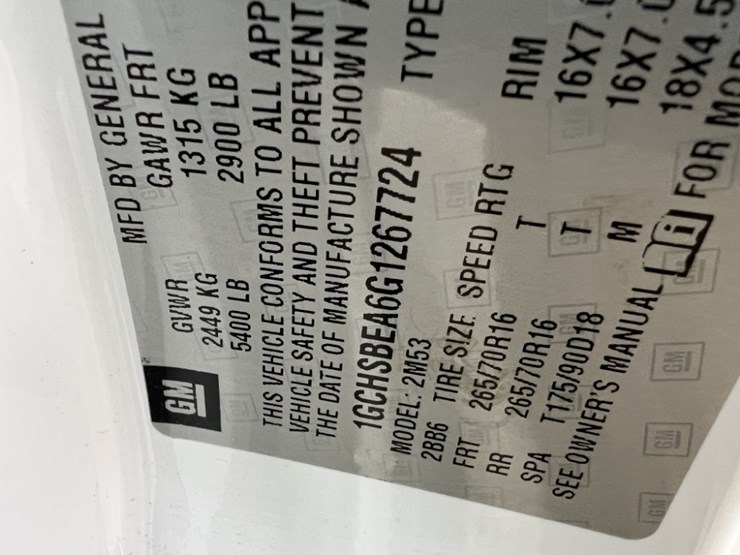 GM
MFD BY GENERAL
GVWR GAWR FRT
2449 KG 1315 KG
5400 LB 2900 LB
THIS VEHICLE CONFORMS TO ALL APP
VEHICLE SAFETY AND THEFT PREVENT
THE DATE OF MANUFACTURE SHOWN
1GCHSBEA6G1267724 TYPE
MODEL: 2M53
2BB6 TIRE SIZE SPEED RTG RIM
FRT 265/70R16 T 16X7.
RR 265/70R16 T 16X7.
SPA T175/90D18 M 18X4.5
SEE OWNER'S MANUAL i FOR